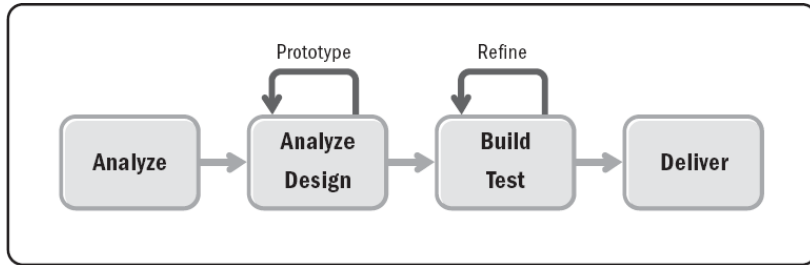 Prototype
Refine
Analyze
Analyze
Design
Build
Test
Deliver